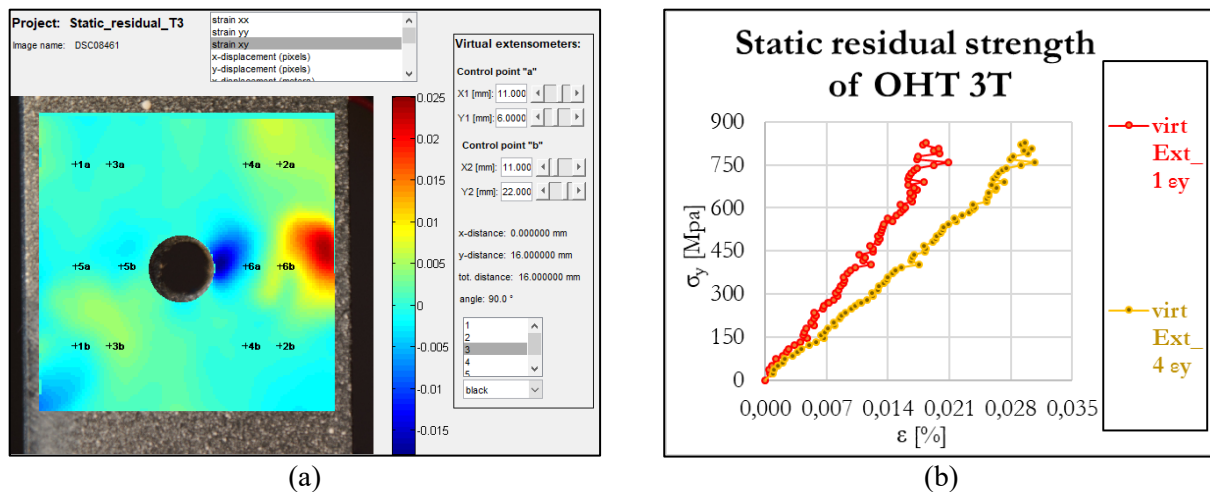 Project: Static_residual_T3
Image name: DSC08461
strain xx
strain yy
strain xy
x-displacement (pixels)
y-displacement (pixels)
Virtual extensometers:
Control point "a"
X1 [mm]: 11.000
Y1 [mm]: 6.0000
Control point "b"
X2 [mm]: 11.000
Y2 [mm]: 22.000
x-distance: 0.000000 mm
y-distance: 16.000000 mm
tot. distance: 16.000000 mm
angle: 90.0 °
1
2
3
4
5
black
0.025
0.02
0.015
0.01
0.005
0
-0.005
-0.01
-0.015
+1a +3a +4a +2a
+5a +5b +6a +6b
+1b +3b +4b +2b
(a)
Static residual strength
of OHT 3T
900
750
600
450
300
150
0
σy [Mpa]
0,000 0,007 0,014 0,021 0,028 0,035
ε [%]
virt
Ext_
1 εy
virt
Ext_
4 εy
(b)